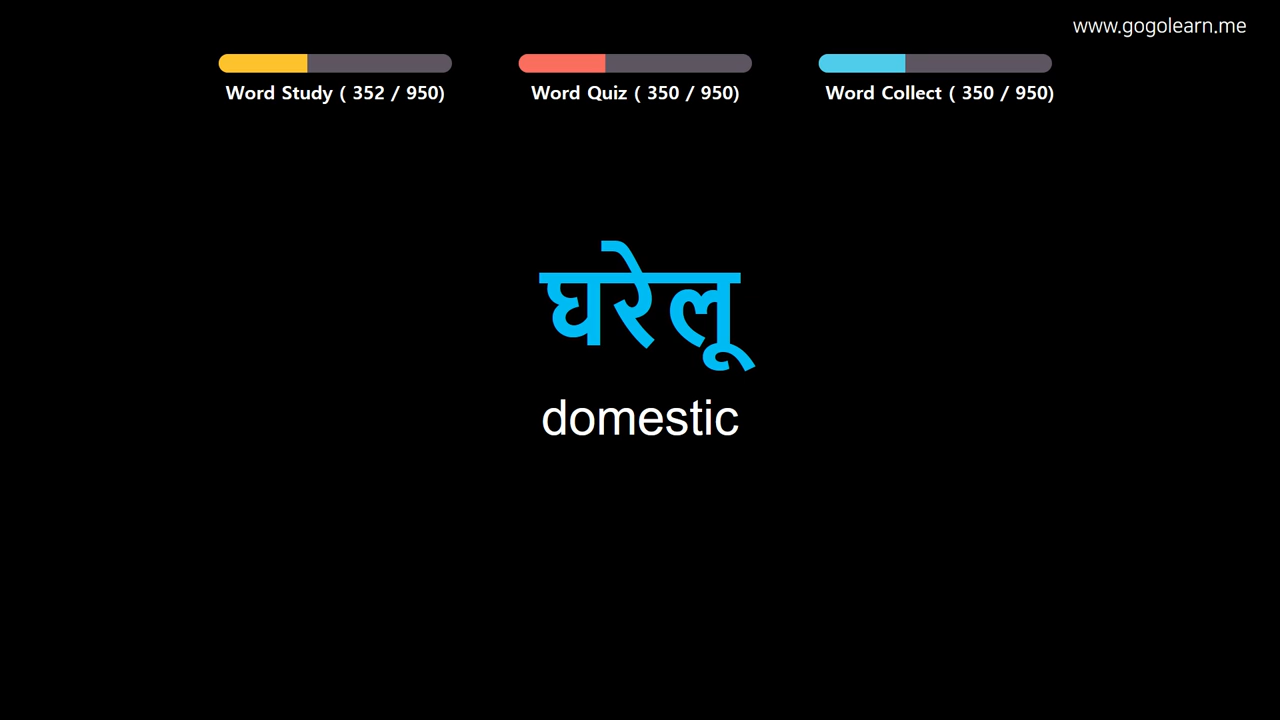 www.gogolearn.me
Word Study ( 352 / 950)
Word Quiz ( 350 / 950)
Word Collect ( 350 / 950)
घरेलू
domestic